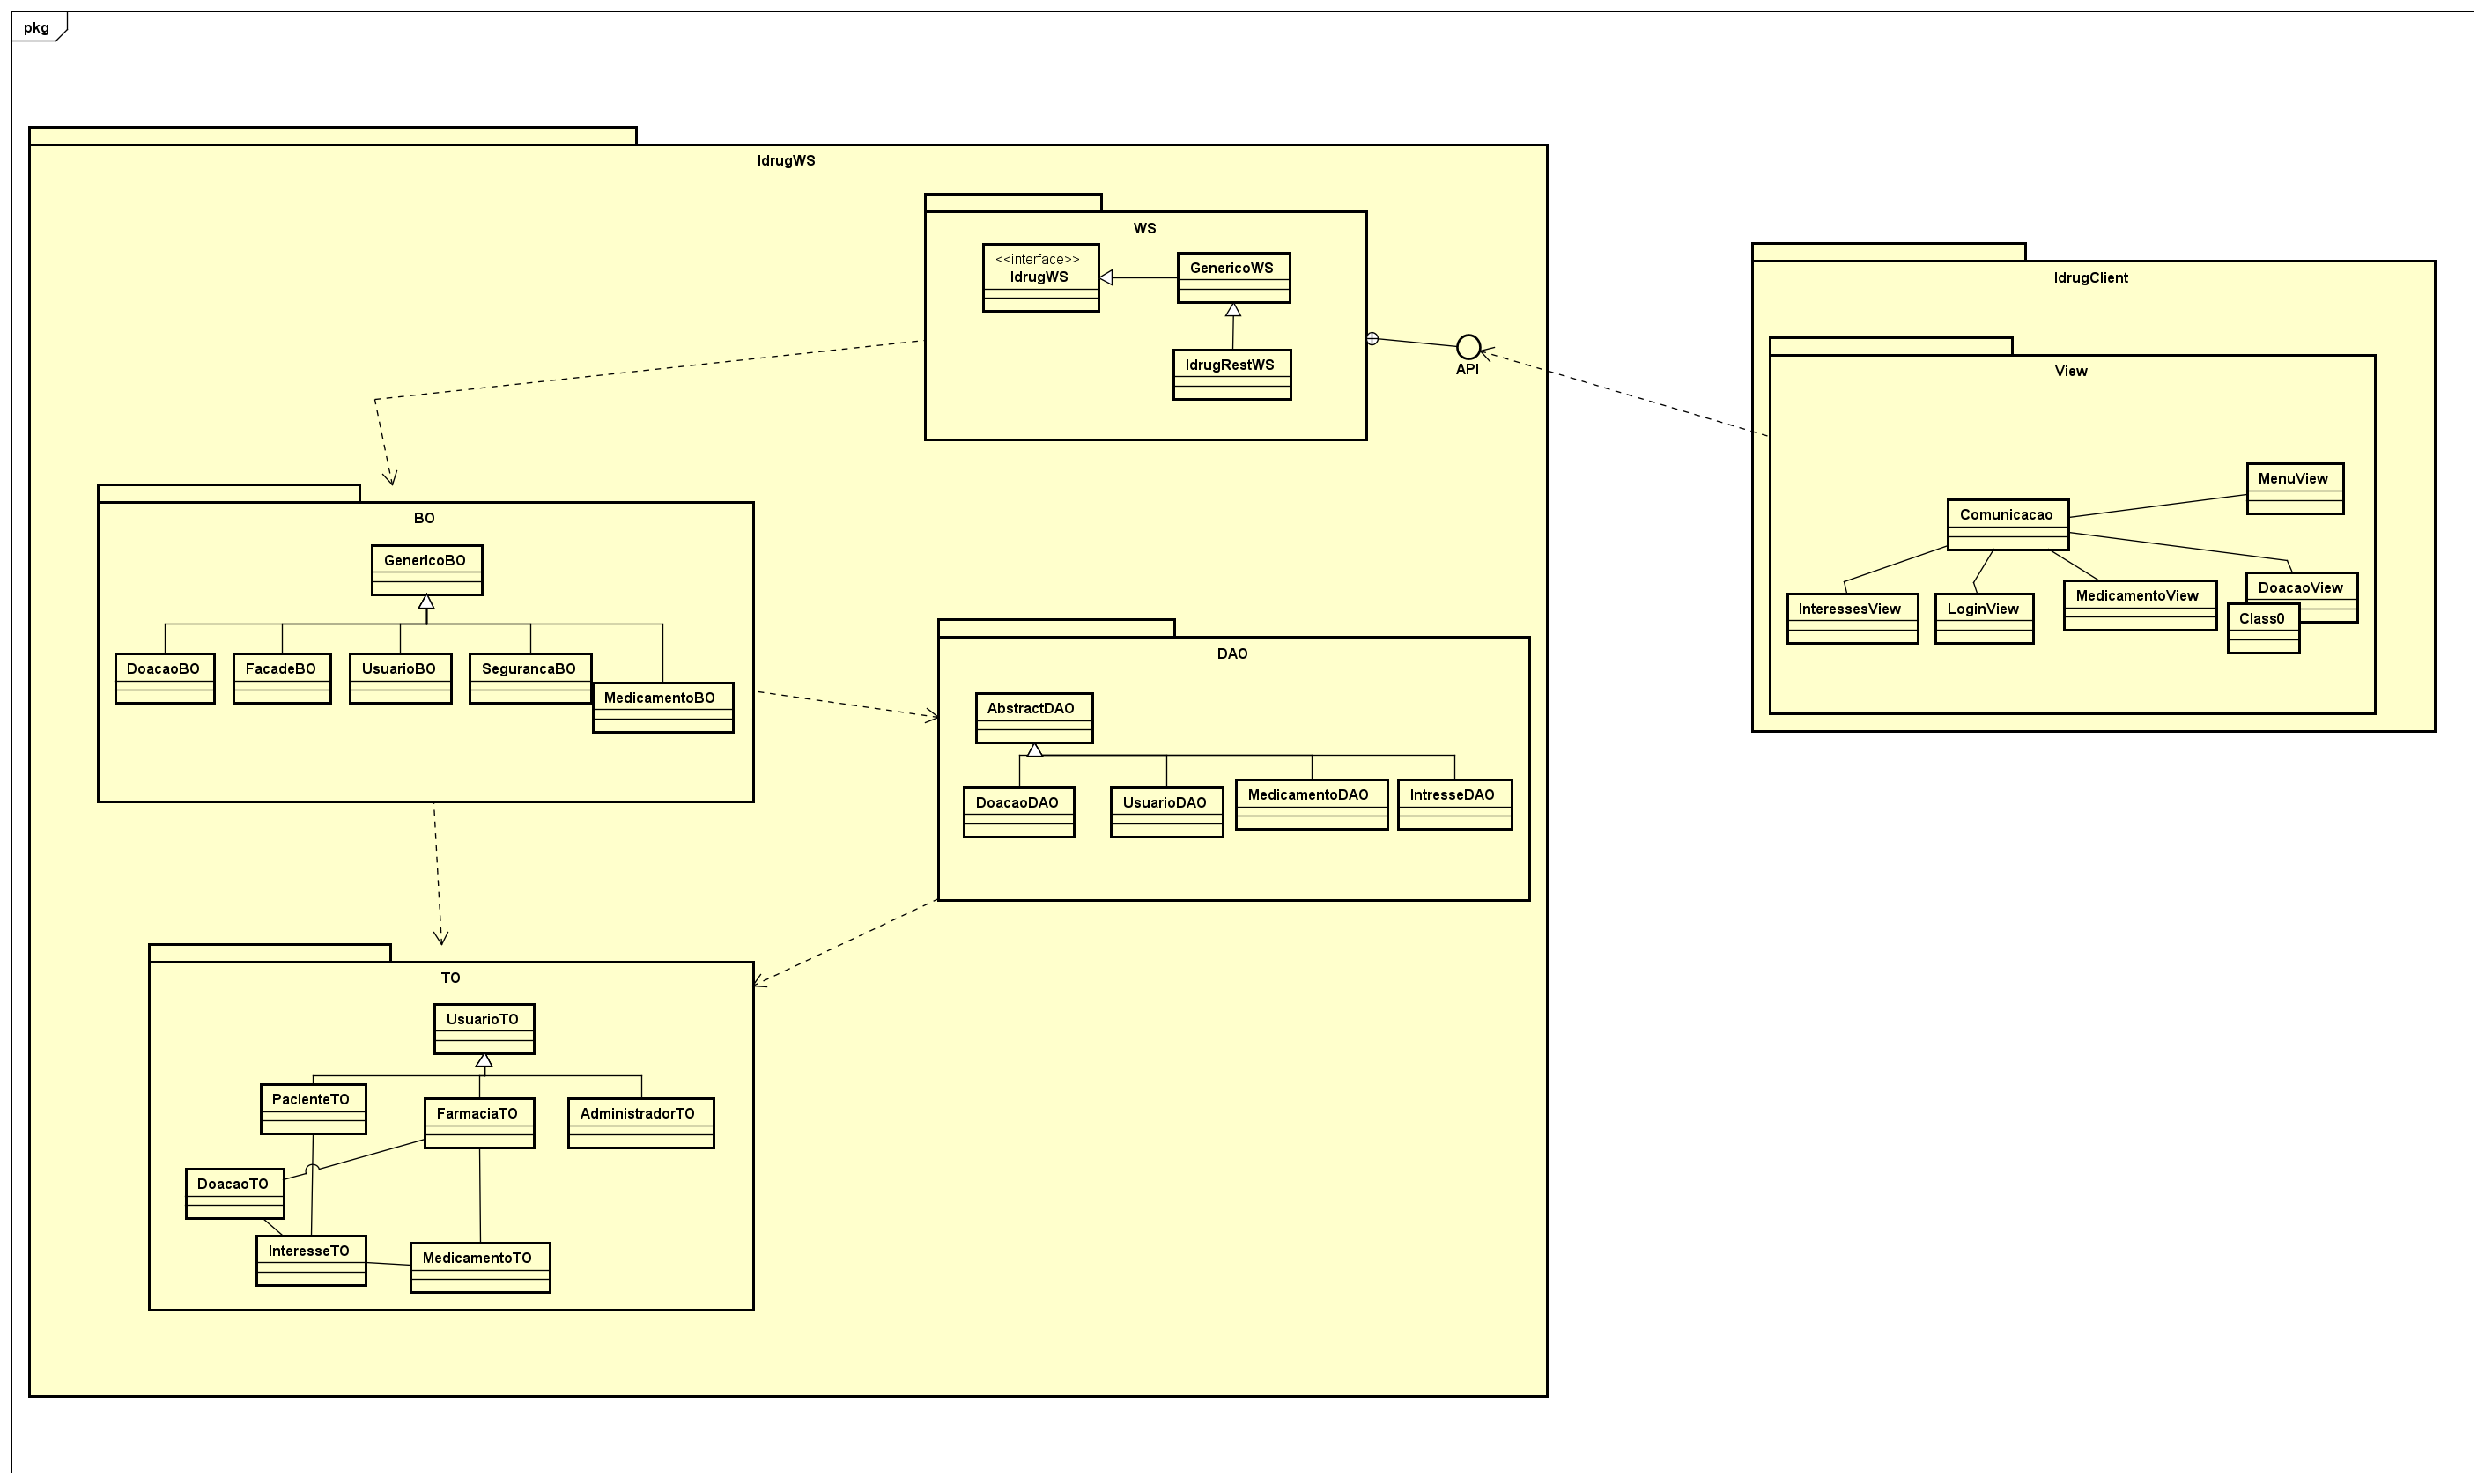 pkg
IdrugWS
WS
<<interface>>
IdrugWS
GenericoWS
IdrugRestWS
API
IdrugClient
View
MenuView
Comunicacao
InteressesView
LoginView
MedicamentoView
DoacaoView
Class0
BO
GenericoBO
DoacaoBO
FacadeBO
UsuarioBO
SegurancaBO
MedicamentoBO
DAO
AbstractDAO
DoacaoDAO
UsuarioDAO
MedicamentoDAO
IntresseDAO
TO
UsuarioTO
PacienteTO
FarmaciaTO
AdministradorTO
DoacaoTO
InteresseTO
MedicamentoTO